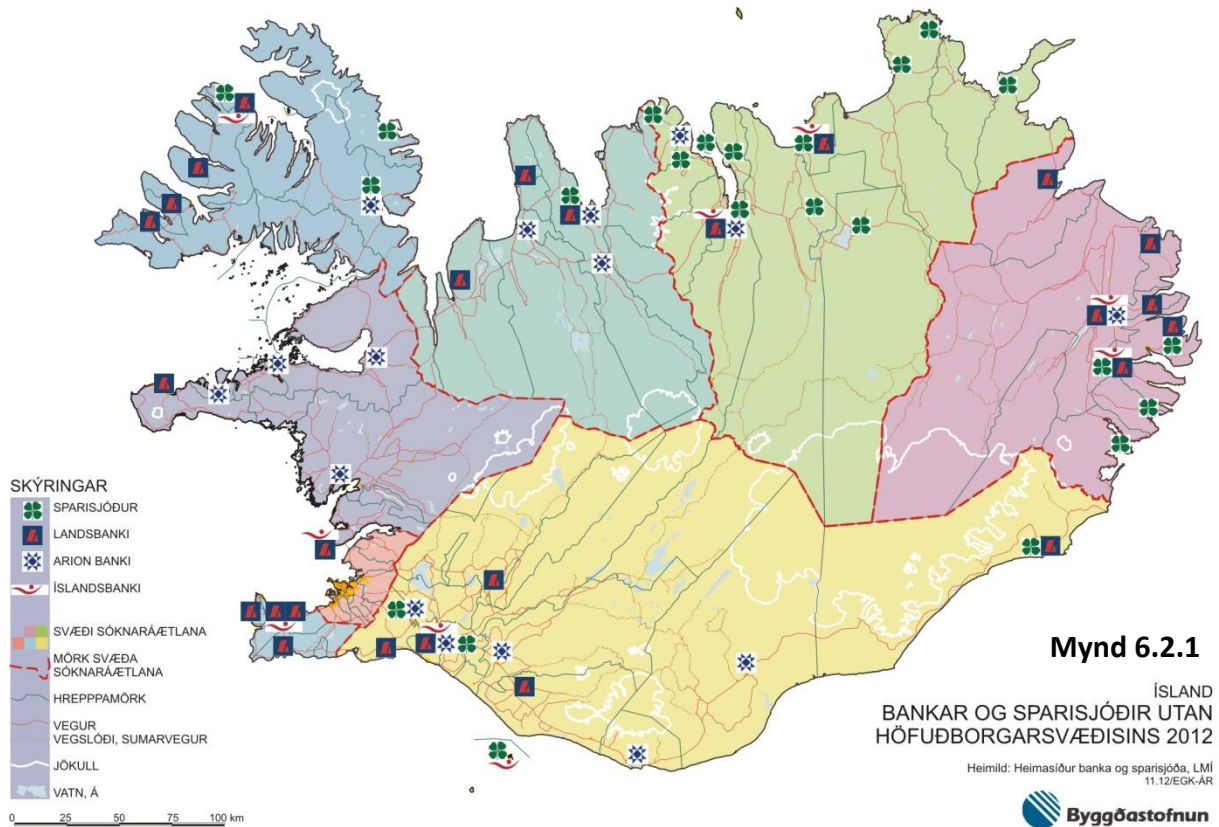 SKÝRINGAR
SPARISJÓÐUR
LANDSBANKI
ARION BANKI
ÍSLANDSBANKI
SVÆÐI SÓKNARÁÆTLANA
MÖRK SVÆÐA
SÓKNARÁÆTLANA
HREPPPAMÖRK
VEGUR
VEGSLÓÐI, SUMARVEGUR
JÖKULL
VATN, Á
0 25 50 75 100 km
Mynd 6.2.1
ÍSLAND
BANKAR OG SPARISJÓÐIR UTAN
HÖFUÐBORGARSVÆÐISINS 2012
Heimild: Heimasíður banka og sparisjóða, LMÍ
11.12/EGK-ÁR
Byggðastofnun